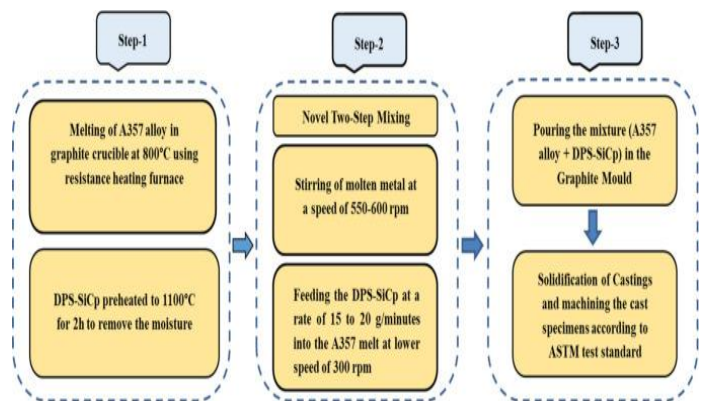 Step-1
Melting of A357 alloy in
graphite crucible at 800°C using
resistance heating furnace
DPS-SiCp preheated to 1100°C
for 2h to remove the moisture
Step-2
Novel Two-Step Mixing
Stirring of molten metal at
a speed of 550-600 rpm
Feeding the DPS-SiCp at a
rate of 15 to 20 g/minutes
into the A357 melt at lower
speed of 300 rpm
Step-3
Pouring the mixture (A357
alloy + DPS-SiCp) in the
Graphite Mould
Solidification of Castings
and machining the cast
specimens according to
ASTM test standard